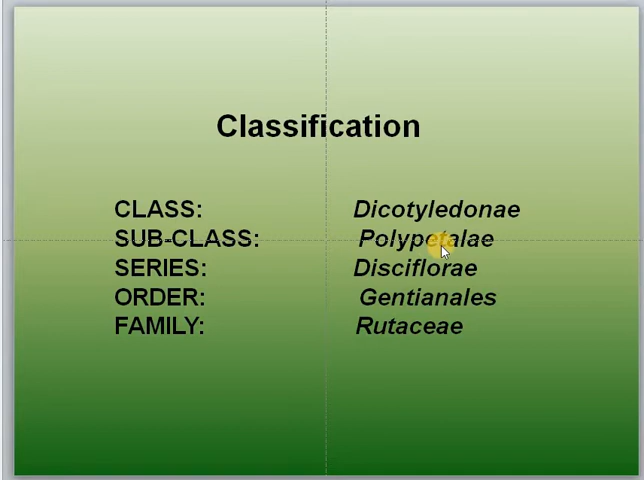 Classification
CLASS: Dicotyledonae
SUB-CLASS: Polypetalae
SERIES: Disciflorae
ORDER: Gentianales
FAMILY: Rutaceae